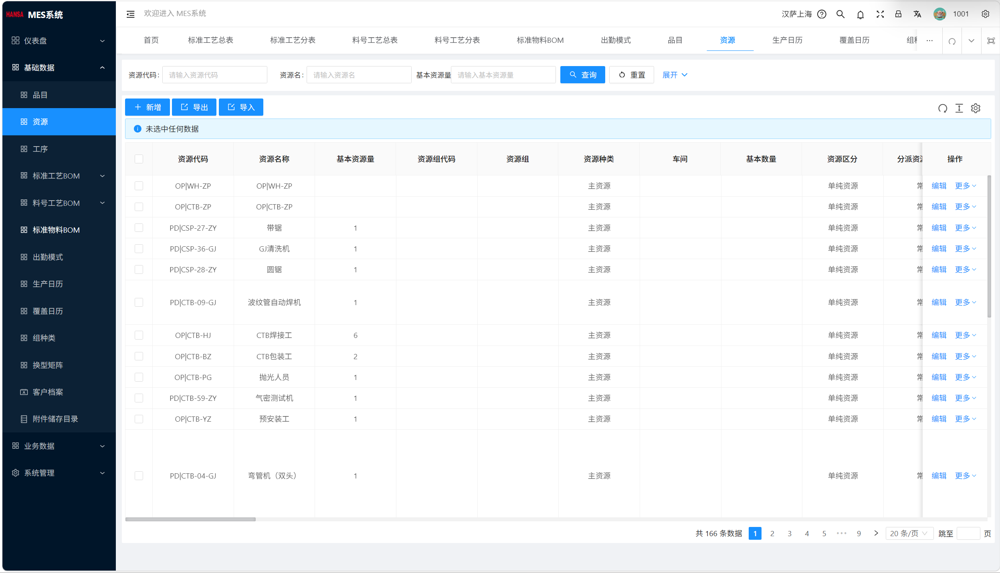 HANSA MES系统
欢迎进入 MES系统
汉萨上海
1001
仪表盘
基础数据
品目
资源
工序
标准工艺BOM
料号工艺BOM
标准物料BOM
出勤模式
生产日历
覆盖日历
组种类
换型矩阵
客户档案
附件储存目录
业务数据
系统管理
首页 标准工艺总表 标准工艺分表 料号工艺总表 料号工艺分表 标准物料BOM 出勤模式 品目 资源 生产日历 覆盖日历 组 ···
资源代码: 请输入资源代码 资源名: 请输入资源名 基本资源量 请输入基本资源量 查询 重置 展开
新增 导出 导入
未选中任何数据
资源代码 资源名称 基本资源量 资源组代码 资源组 资源种类 车间 基本数量 资源区分 分派资 操作
OP|WH-ZP OP|WH-ZP 主资源 单纯资源 常 编辑 更多
OP|CTB-ZP OP|CTB-ZP 主资源 单纯资源 常 编辑 更多
PD|CSP-27-ZY 带锯 1 主资源 单纯资源 常 编辑 更多
PD|CSP-36-GJ GJ清洗机 1 主资源 单纯资源 常 编辑 更多
PD|CSP-28-ZY 圆锯 1 主资源 单纯资源 常 编辑 更多
PD|CTB-09-GJ 波纹管自动焊机 1 主资源 单纯资源 常 编辑 更多
OP|CTB-HJ CTB焊接工 6 主资源 单纯资源 常 编辑 更多
OP|CTB-BZ CTB包装工 2 主资源 单纯资源 常 编辑 更多
OP|CTB-PG 抛光人员 1 主资源 单纯资源 常 编辑 更多
PD|CTB-59-ZY 气密测试机 1 主资源 单纯资源 常 编辑 更多
OP|CTB-YZ 预安装工 1 主资源 单纯资源 常 编辑 更多
PD|CTB-04-GJ 弯管机（双头） 1 主资源 单纯资源 常 编辑 更多
共 166 条数据 1 2 3 4 5 ••• 9 20 条/页 跳至 页